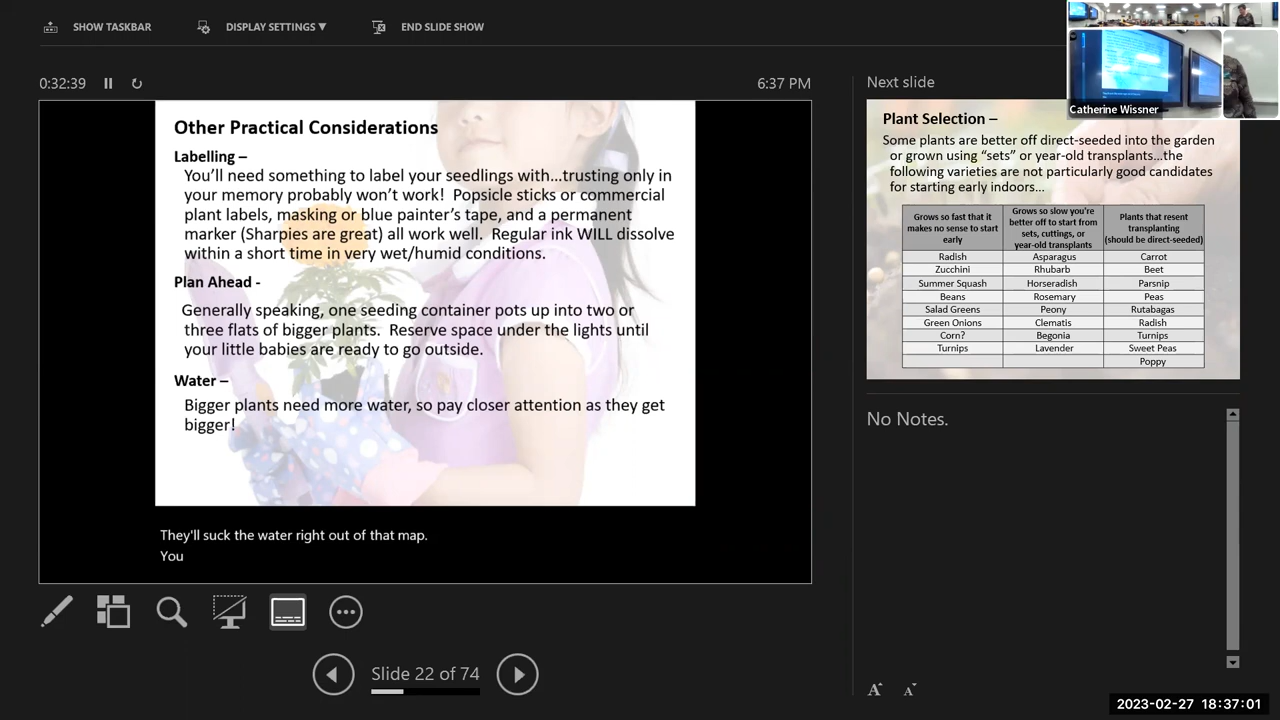 SHOW TASKBAR
DISPLAY SETTINGS ▼
END SLIDE SHOW
0:32:39
6:37 PM
Other Practical Considerations
Labelling –
You'll need something to label your seedlings with...trusting only in
your memory probably won't work! Popsicle sticks or commercial
plant labels, masking or blue painter's tape, and a permanent
marker (Sharpies are great) all work well. Regular ink WILL dissolve
within a short time in very wet/humid conditions.
Plan Ahead -
Generally speaking, one seeding container pots up into two or
three flats of bigger plants. Reserve space under the lights until
your little babies are ready to go outside.
Water –
Bigger plants need more water, so pay closer attention as they get
bigger!
They'll suck the water right out of that map.
You
Slide 22 of 74
Next slide
Catherine Wissner
Plant Selection –
Some plants are better off direct-seeded into the garden
or grown using "sets" or year-old transplants...the
following varieties are not particularly good candidates
for starting early indoors...
Grows so fast that it
makes no sense to start
early
Grows so slow you're
better off to start from
sets, cuttings, or
year-old transplants
Plants that resent
transplanting
(should be direct-seeded)
Radish Asparagus Carrot
Zucchini Rhubarb Beet
Summer Squash Horseradish Parsnip
Beans Rosemary Peas
Salad Greens Peony Rutabagas
Green Onions Clematis Radish
Corn? Begonia Turnips
Turnips Lavender Sweet Peas
Poppy
No Notes.
A A
2023-02-27 18:37:01